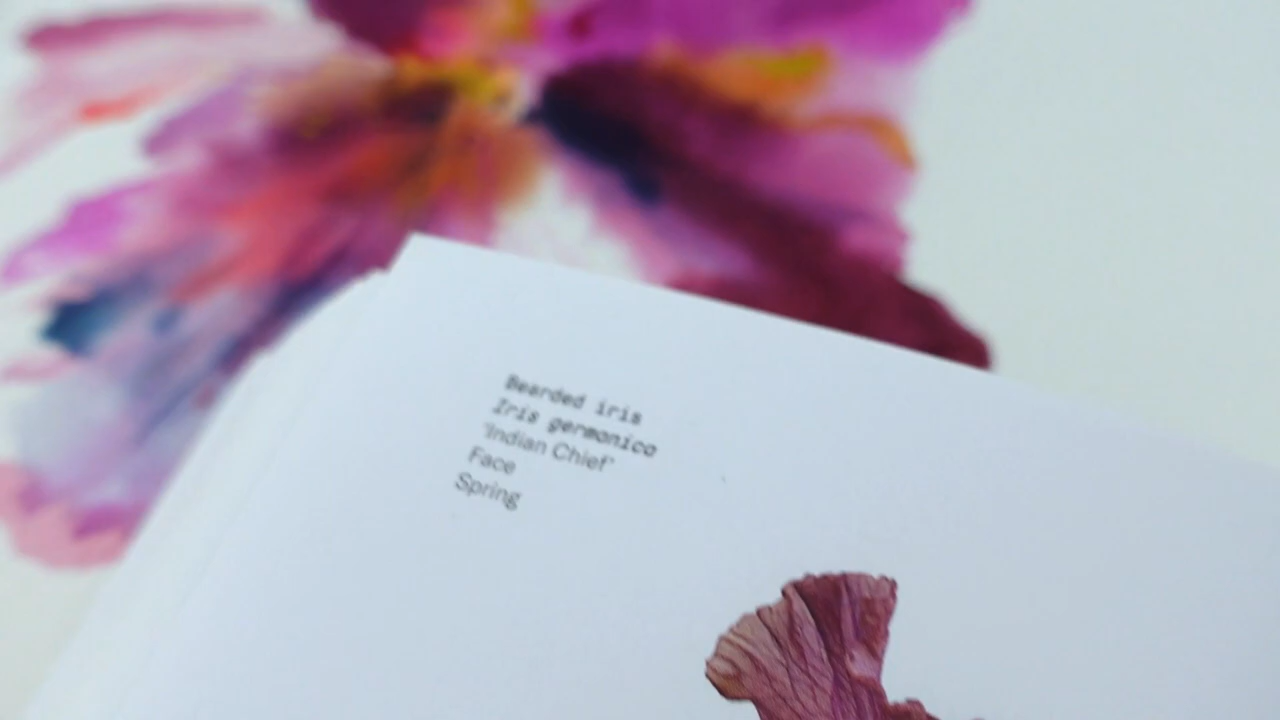 Bearded iris
Iris germanica
'Indian Chief'
Face
Spring